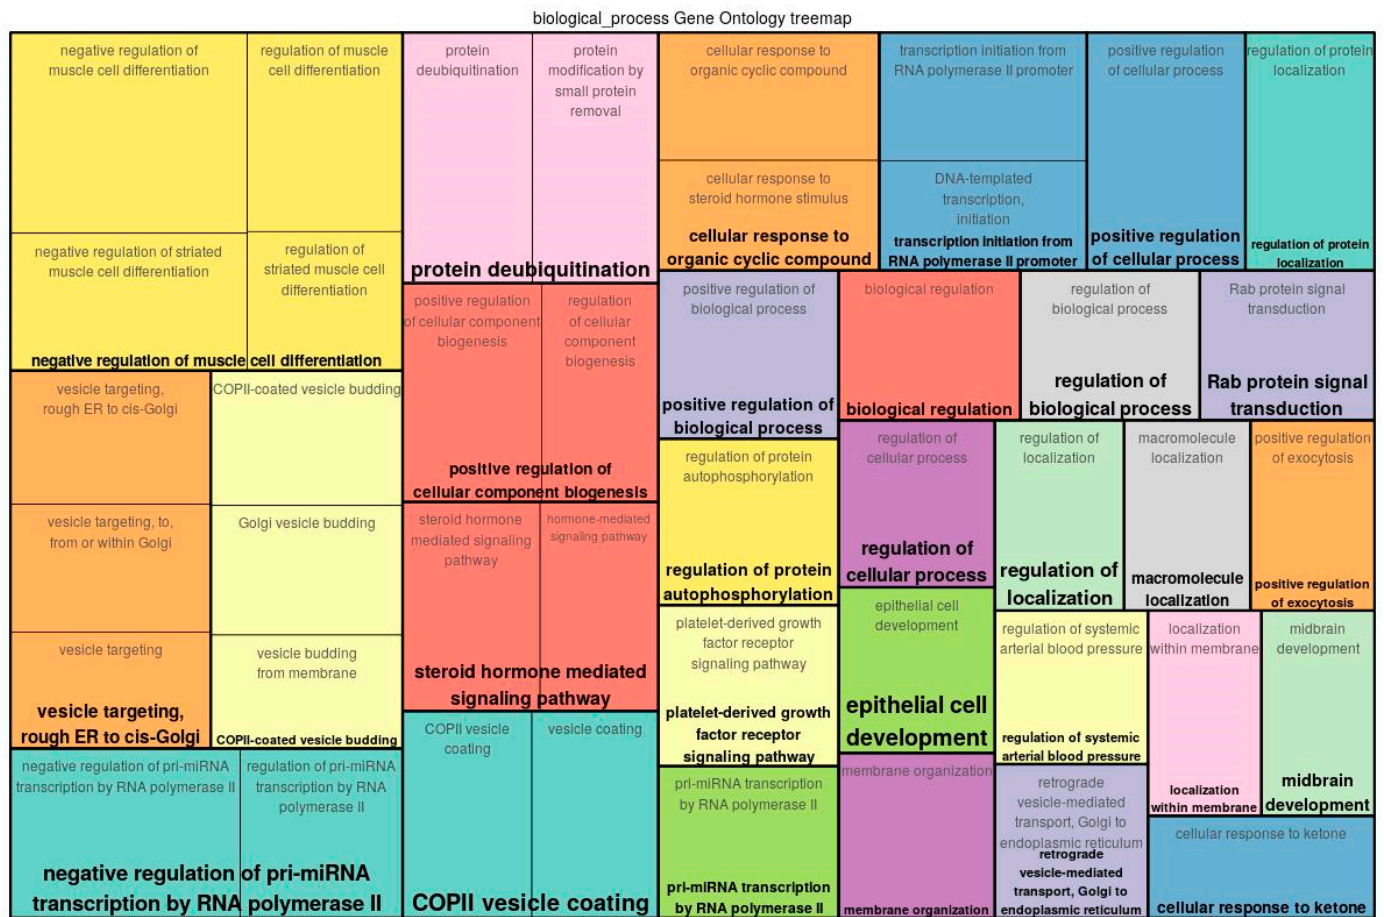 biological_process Gene Ontology treemap
negative regulation of
muscle cell differentiation
regulation of muscle
cell differentiation
negative regulation of striated
muscle cell differentiation
regulation of
striated muscle cell
differentiation
negative regulation of muscle cell differentiation
vesicle targeting,
rough ER to cis-Golgi
vesicle targeting, to,
from or within Golgi
vesicle targeting
vesicle targeting,
rough ER to cis-Golgi
COPII-coated vesicle budding
Golgi vesicle budding
vesicle budding
from membrane
COPII-coated vesicle budding
negative regulation of pri-miRNA
transcription by RNA polymerase II
regulation of pri-miRNA
transcription by RNA
polymerase II
negative regulation of pri-miRNA
transcription by RNA polymerase II
protein
deubiquitination
protein
modification by
small protein
removal
protein deubiquitination
positive regulation
of cellular component
biogenesis
regulation
of cellular
component
biogenesis
positive regulation of
cellular component biogenesis
steroid hormone
mediated signaling
pathway
hormone-mediated
signaling pathway
steroid hormone mediated
signaling pathway
COPII vesicle
coating
vesicle coating
COPII vesicle coating
cellular response to
organic cyclic compound
cellular response to
steroid hormone stimulus
cellular response to
organic cyclic compound
transcription initiation from
RNA polymerase II promoter
DNA-templated
transcription,
initiation
transcription initiation from
RNA polymerase II promoter
positive regulation
of cellular process
positive regulation
of cellular process
regulation of protein
localization
regulation of protein
localization
positive regulation of
biological process
positive regulation of
biological process
biological regulation
biological regulation
regulation of
biological process
regulation of
biological process
Rab protein signal
transduction
Rab protein signal
transduction
regulation of protein
autophosphorylation
regulation of protein
autophosphorylation
regulation of
cellular process
regulation of
cellular process
regulation of
localization
regulation of
localization
macromolecule
localization
macromolecule
localization
positive regulation
of exocytosis
positive regulation
of exocytosis
platelet-derived growth
factor receptor
signaling pathway
platelet-derived growth
factor receptor
signaling pathway
epithelial cell
development
epithelial cell
development
regulation of systemic
arterial blood pressure
regulation of systemic
arterial blood pressure
localization
within membrane
localization
within membrane
midbrain
development
midbrain
development
pri-miRNA transcription
by RNA polymerase II
pri-miRNA transcription
by RNA polymerase II
membrane organization
membrane organization
retrograde
vesicle-mediated
transport, Golgi to
endoplasmic reticulum
retrograde
vesicle-mediated
transport, Golgi to
endoplasmic reticulum
cellular response to ketone
cellular response to ketone